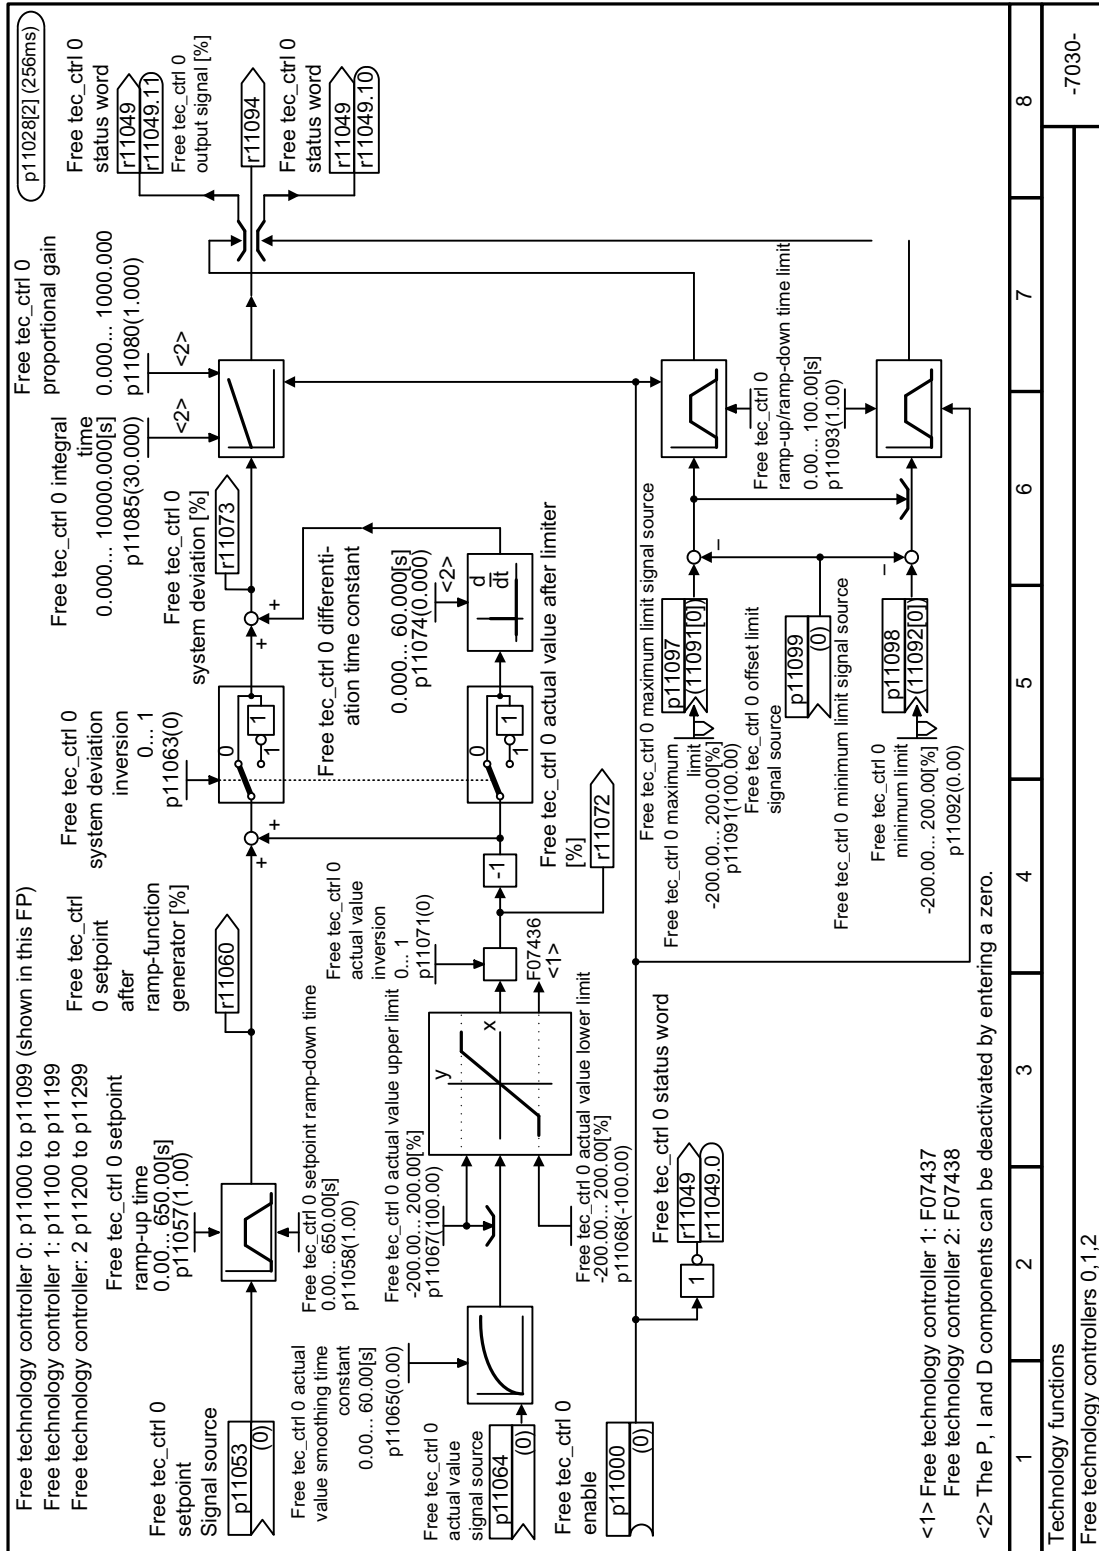 Free technology controller 0: p11000 to p11099 (shown in this FP)
Free technology controller 1: p11100 to p11199
Free technology controller: 2 p11200 to p11299
p11028[2] (256ms)
Free tec_ctrl 0
setpoint
Signal source
p11053
(0)
Free tec_ctrl 0 setpoint
ramp-up time
0.00... 650.00[s]
p11057(1.00)
Free tec_ctrl 0 setpoint ramp-down time
0.00... 650.00[s]
p11058(1.00)
Free tec_ctrl
0 setpoint
after
ramp-function
generator [%]
r11060
+
+
Free tec_ctrl 0
system deviation
inversion
0... 1
p11063(0)
0
1
1
+
+
Free tec_ctrl 0
system deviation [%]
r11073
Free tec_ctrl 0 integral
time
0.000... 10000.000[s]
p11085(30.000)
<2>
Free tec_ctrl 0
proportional gain
0.000... 1000.000
p11080(1.000)
<2>
Free tec_ctrl 0
status word
r11049
r11049.11
Free tec_ctrl 0
output signal [%]
r11094
Free tec_ctrl 0
status word
r11049
r11049.10
Free tec_ctrl 0 actual
value smoothing time
constant
0.00... 60.00[s]
p11065(0.00)
Free tec_ctrl 0
actual value
signal source
p11064
(0)
Free tec_ctrl 0 actual value upper limit
-200.00... 200.00[%]
p11067(100.00)
y
x
Free tec_ctrl 0 actual value lower limit
-200.00... 200.00[%]
p11068(-100.00)
F07436
<1>
Free tec_ctrl 0
actual value
inversion
0... 1
p11071(0)
-1
Free tec_ctrl 0 actual value after limiter
[%]
r11072
0
1
1
Free tec_ctrl 0 differenti-
ation time constant
0.000... 60.000[s]
p11074(0.000)
<2>
d
dt
Free tec_ctrl 0
enable
p11000
(0)
1
Free tec_ctrl 0 status word
r11049
r11049.0
Free tec_ctrl 0 maximum limit signal source
Free tec_ctrl 0 maximum
limit
-200.00... 200.00[%]
p11091(100.00)
p11097
(11091[0])
Free tec_ctrl 0 offset limit
signal source
p11099
(0)
Free tec_ctrl 0 minimum limit signal source
Free tec_ctrl 0
minimum limit
-200.00... 200.00[%]
p11092(0.00)
p11098
(11092[0])
–
–
Free tec_ctrl 0
ramp-up/ramp-down time limit
0.00... 100.00[s]
p11093(1.00)
<1> Free technology controller 1: F07437
Free technology controller 2: F07438
<2> The P, I and D components can be deactivated by entering a zero.
1 2 3 4 5 6 7 8
Technology functions
Free technology controllers 0,1,2
-7030-